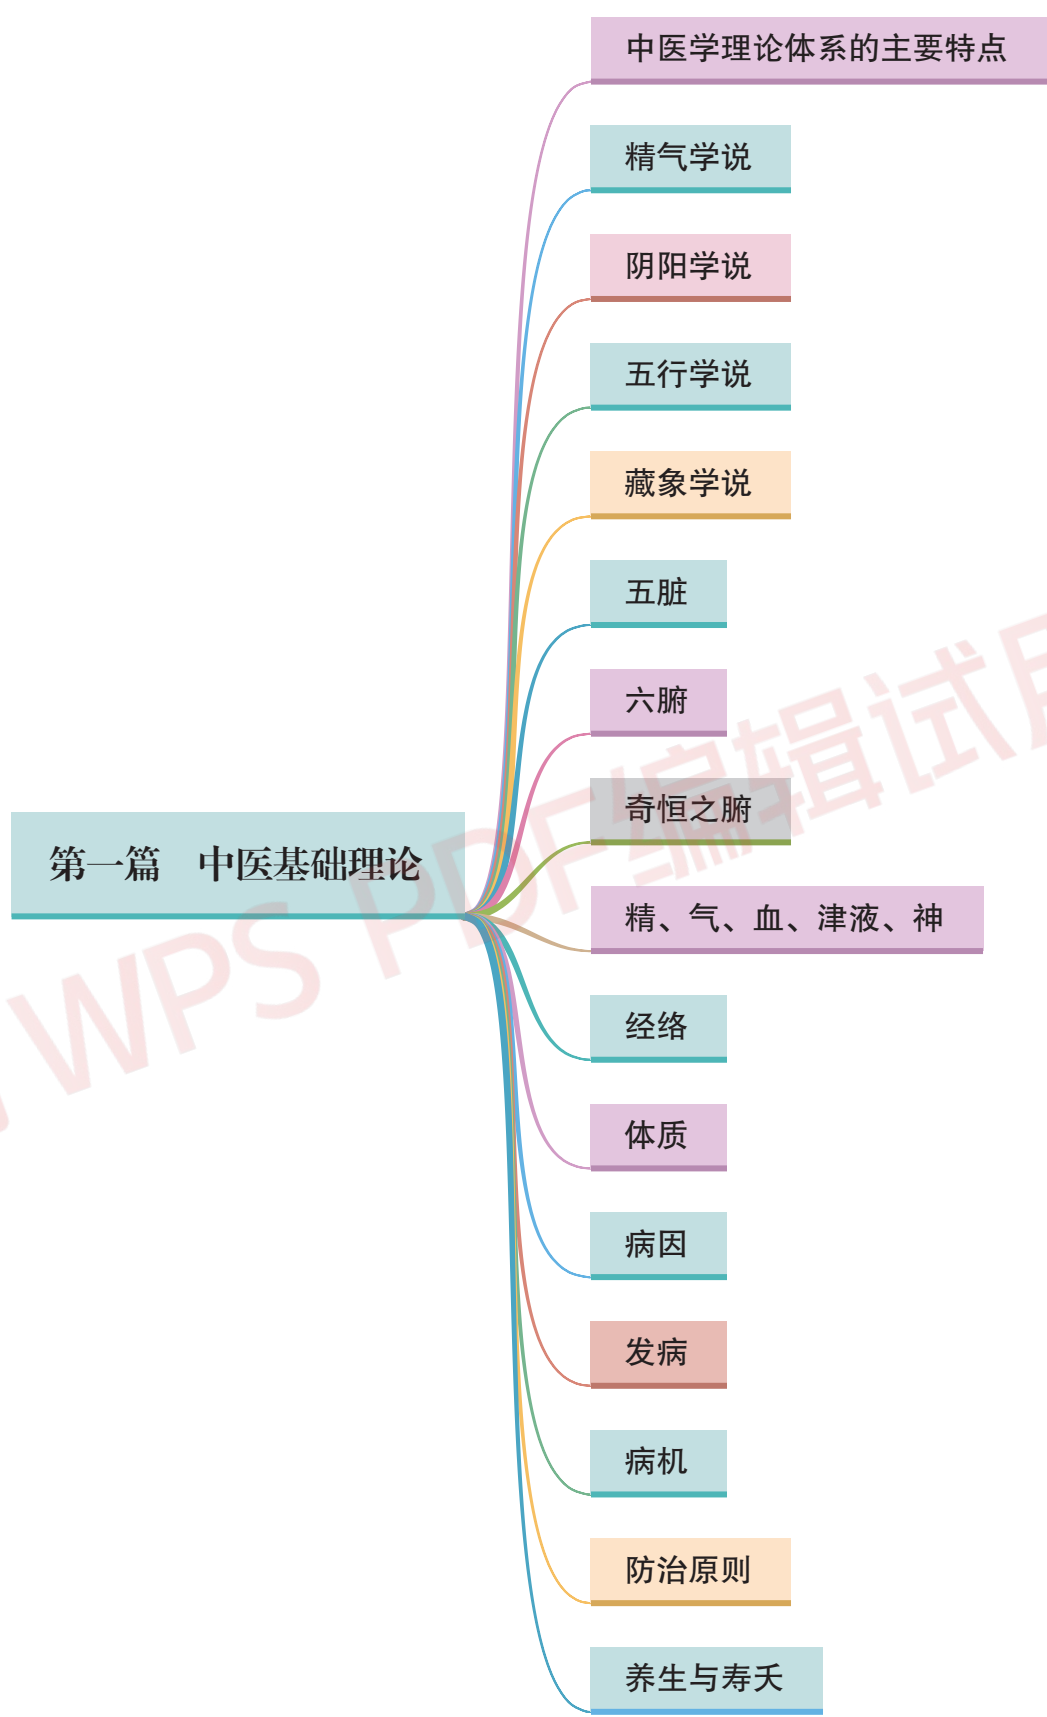 中医学理论体系的主要特点
精气学说
阴阳学说
五行学说
藏象学说
五脏
六腑
奇恒之腑
第一篇　中医基础理论
精、气、血、津液、神
经络
体质
病因
发病
病机
防治原则
养生与寿夭
WPS PDF编辑试用